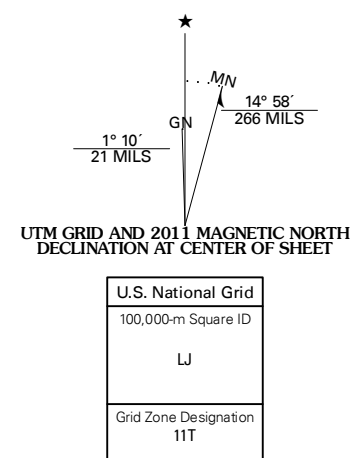 MN
14° 58´
266 MILS
GN
1° 10´
21 MILS
UTM GRID AND 2011 MAGNETIC NORTH
DECLINATION AT CENTER OF SHEET
U.S. National Grid
100,000-m Square ID
LJ
Grid Zone Designation
11T